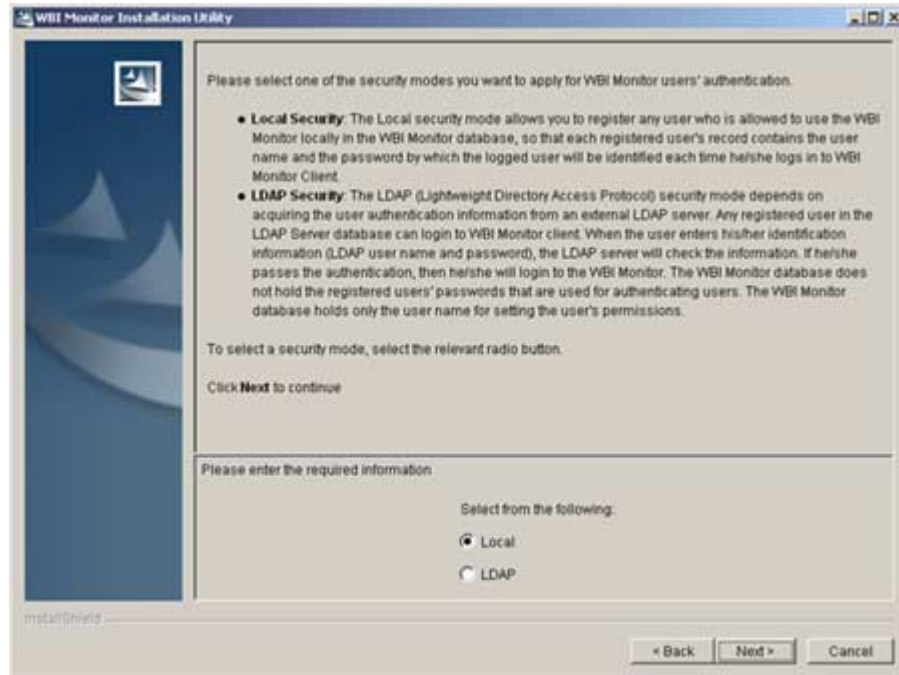 WBI Monitor Installation Utility
Please select one of the security modes you want to apply for WBI Monitor users' authentication.
● Local Security: The Local security mode allows you to register any user who is allowed to use the WBI
Monitor locally in the WBI Monitor database, so that each registered user's record contains the user
name and the password by which the logged user will be identified each time he/she logs in to WBI
Monitor Client.
● LDAP Security: The LDAP (Lightweight Directory Access Protocol) security mode depends on
acquiring the user authentication information from an external LDAP server. Any registered user in the
LDAP Server database can login to WBI Monitor client. When the user enters his/her identification
information (LDAP user name and password), the LDAP server will check the information. If he/she
passes the authentication, then he/she will login to the WBI Monitor. The WBI Monitor database does
not hold the registered users' passwords that are used for authenticating users. The WBI Monitor
database holds only the user name for setting the user's permissions.
To select a security mode, select the relevant radio button.
Click Next to continue
Please enter the required information
Select from the following:
Local
LDAP
InstallShield
< Back
Next >
Cancel